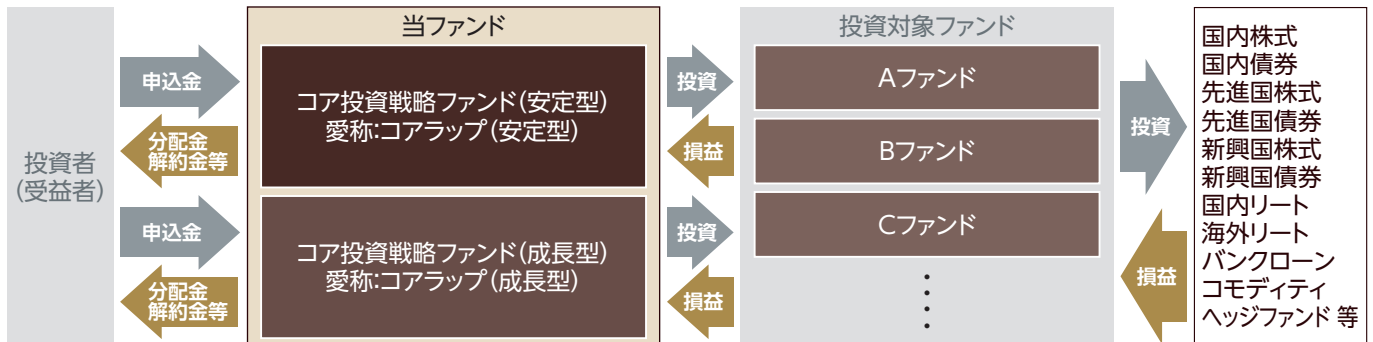 投資者
(受益者)
申込金
分配金
解約金等
申込金
分配金
解約金等
当ファンド
コア投資戦略ファンド(安定型)
愛称:コアラップ(安定型)
コア投資戦略ファンド(成長型)
愛称:コアラップ(成長型)
投資
損益
投資
損益
投資対象ファンド
Aファンド
Bファンド
Cファンド
投資
損益
国内株式
国内債券
先進国株式
先進国債券
新興国株式
新興国債券
国内リート
海外リート
バンクローン
コモディティ
ヘッジファンド 等